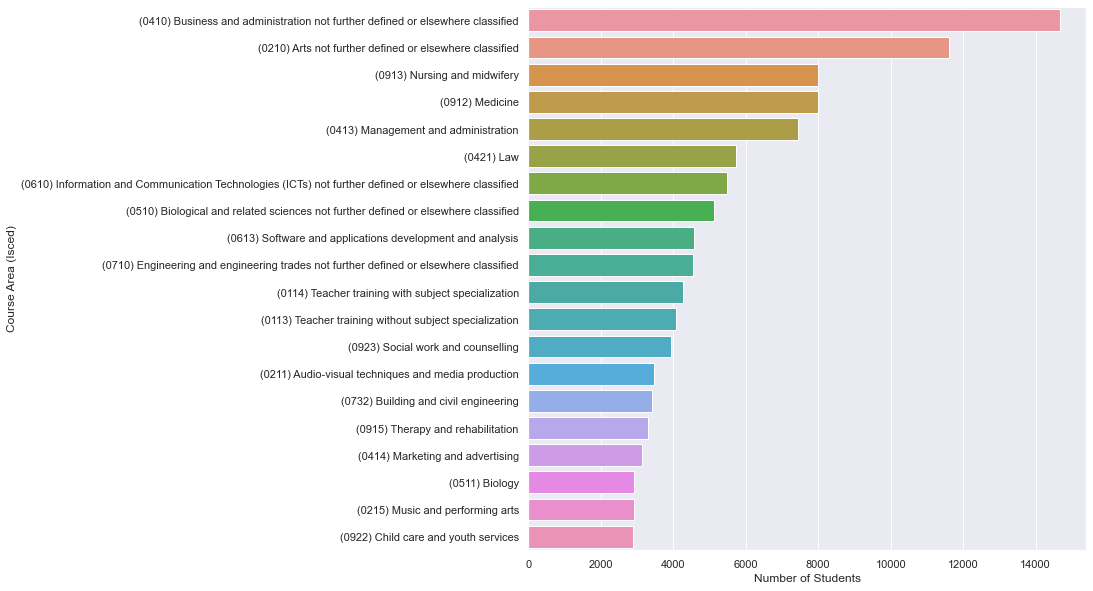 (0410) Business and administration not further defined or elsewhere classified
(0210) Arts not further defined or elsewhere classified
(0913) Nursing and midwifery
(0912) Medicine
(0413) Management and administration
(0421) Law
(0610) Information and Communication Technologies (ICTs) not further defined or elsewhere classified
(0510) Biological and related sciences not further defined or elsewhere classified
(0613) Software and applications development and analysis
(0710) Engineering and engineering trades not further defined or elsewhere classified
(0114) Teacher training with subject specialization
(0113) Teacher training without subject specialization
(0923) Social work and counselling
(0211) Audio-visual techniques and media production
(0732) Building and civil engineering
(0915) Therapy and rehabilitation
(0414) Marketing and advertising
(0511) Biology
(0215) Music and performing arts
(0922) Child care and youth services
Course Area (Isced)
0 2000 4000 6000 8000 10000 12000 14000
Number of Students